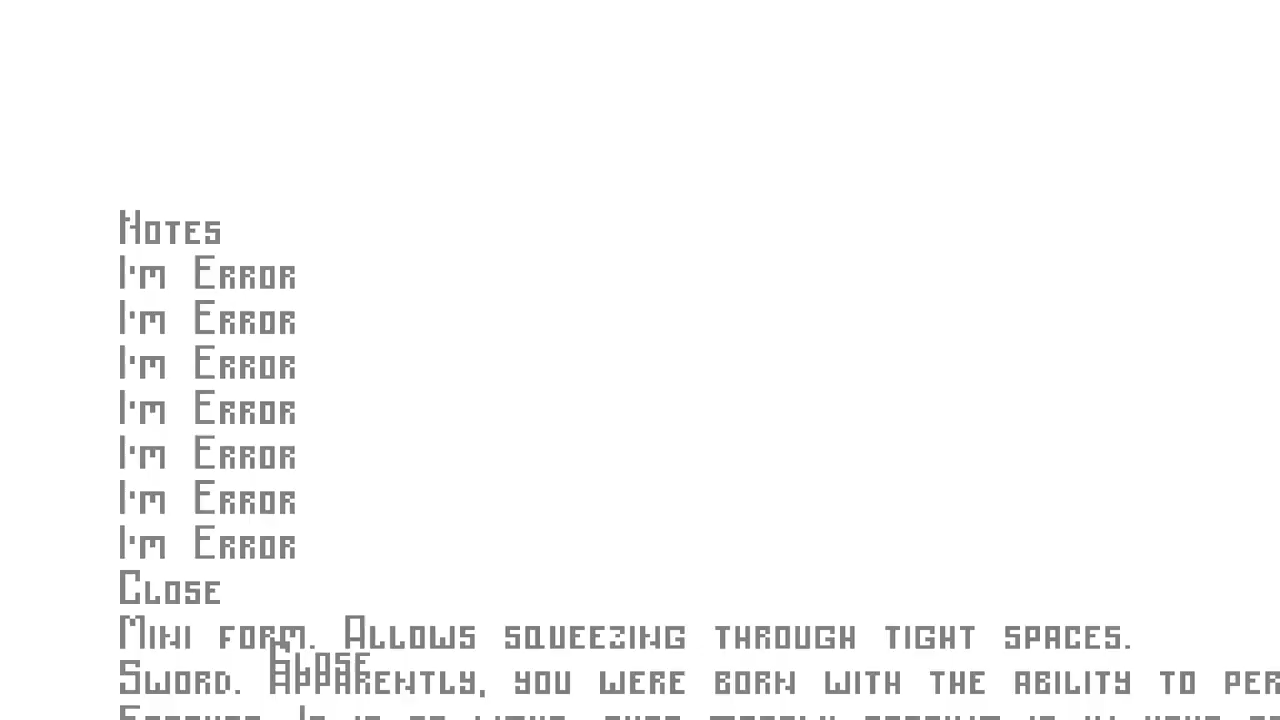 Notes
I'm Error
I'm Error
I'm Error
I'm Error
I'm Error
I'm Error
I'm Error
Close
Mini form. Allows squeezing through tight spaces.
Close
Sword. Apparently, you were born with the ability to per